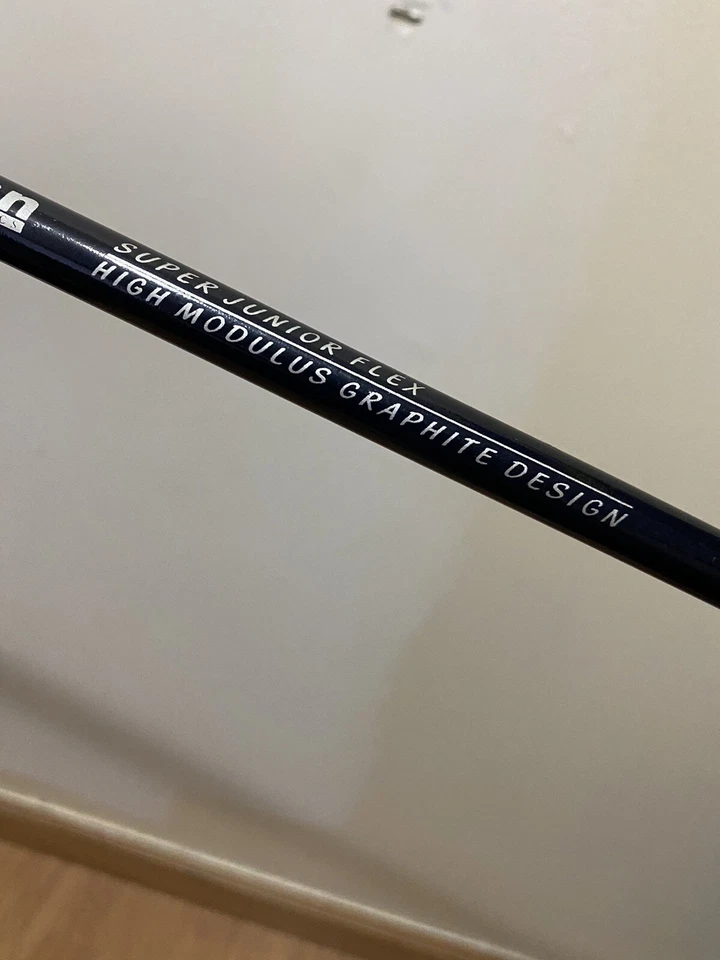 SUPER JUNIOR FLEX
HIGH MODULUS GRAPHITE DESIGN